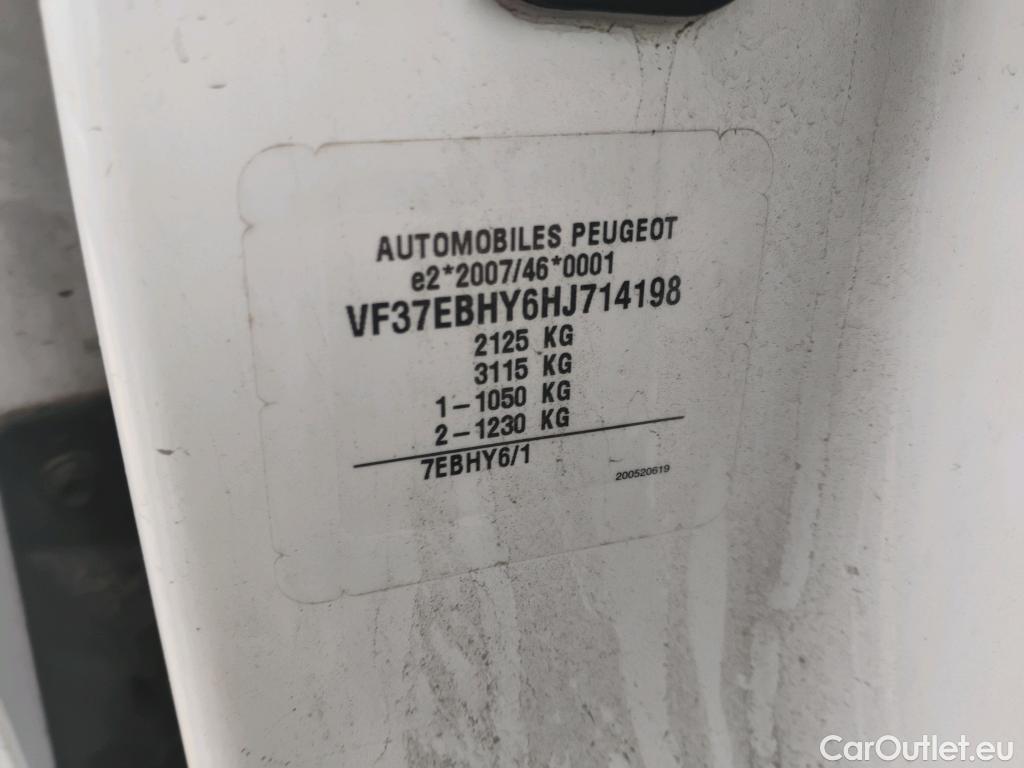 AUTOMOBILES PEUGEOT
e2*2007/46*0001
VF37EBHY6HJ714198
2125 KG
3115 KG
1-1050 KG
2-1230 KG
7EBHY6/1
200520619
CarOutlet.eu